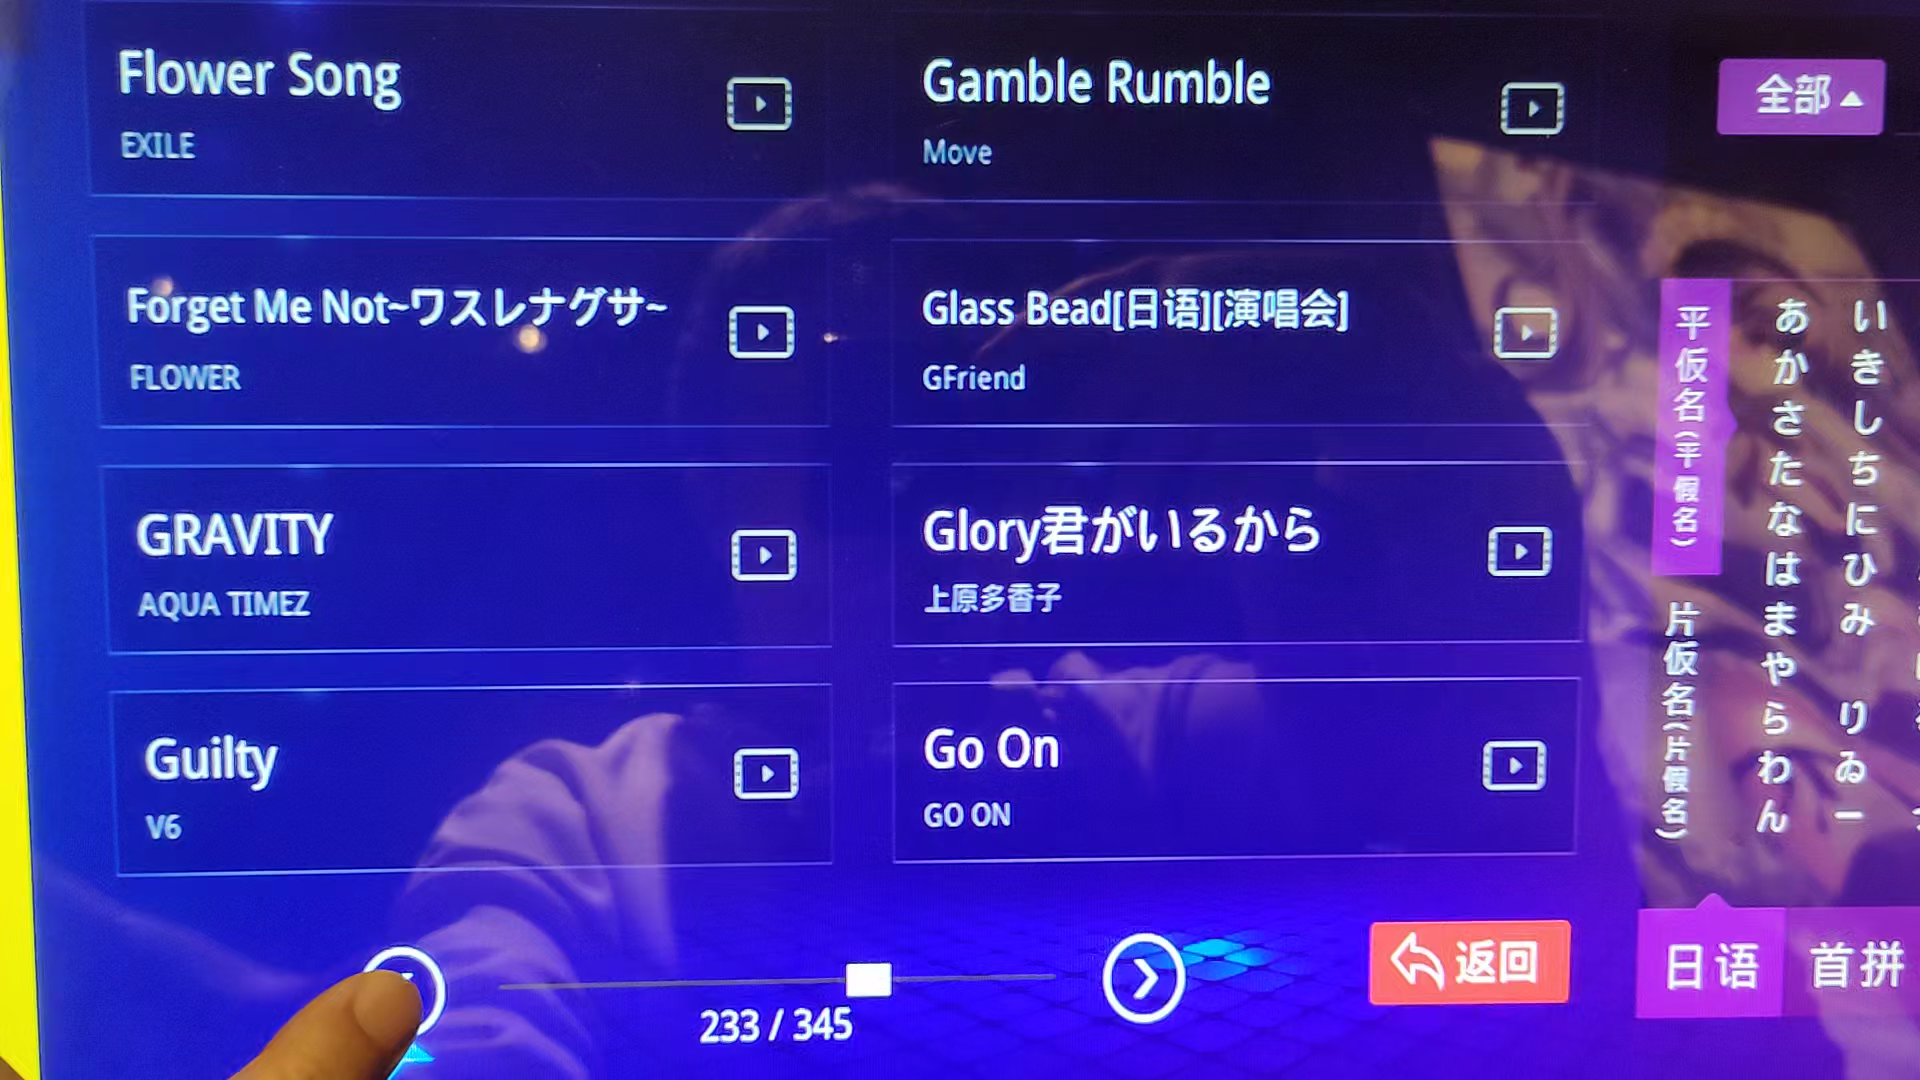 Flower Song
EXILE
Gamble Rumble
Move
Forget Me Not~ワスレナグサ~
FLOWER
Glass Bead[日语][演唱会]
GFriend
GRAVITY
AQUA TIMEZ
Glory君がいるから
上原多香子
Guilty
V6
Go On
GO ON
233 / 345
返回
全部
平仮名(平假名)
片仮名(片假名)
あかさたなはまやらわん
いきしちにひみ りゐー
日语
首拼